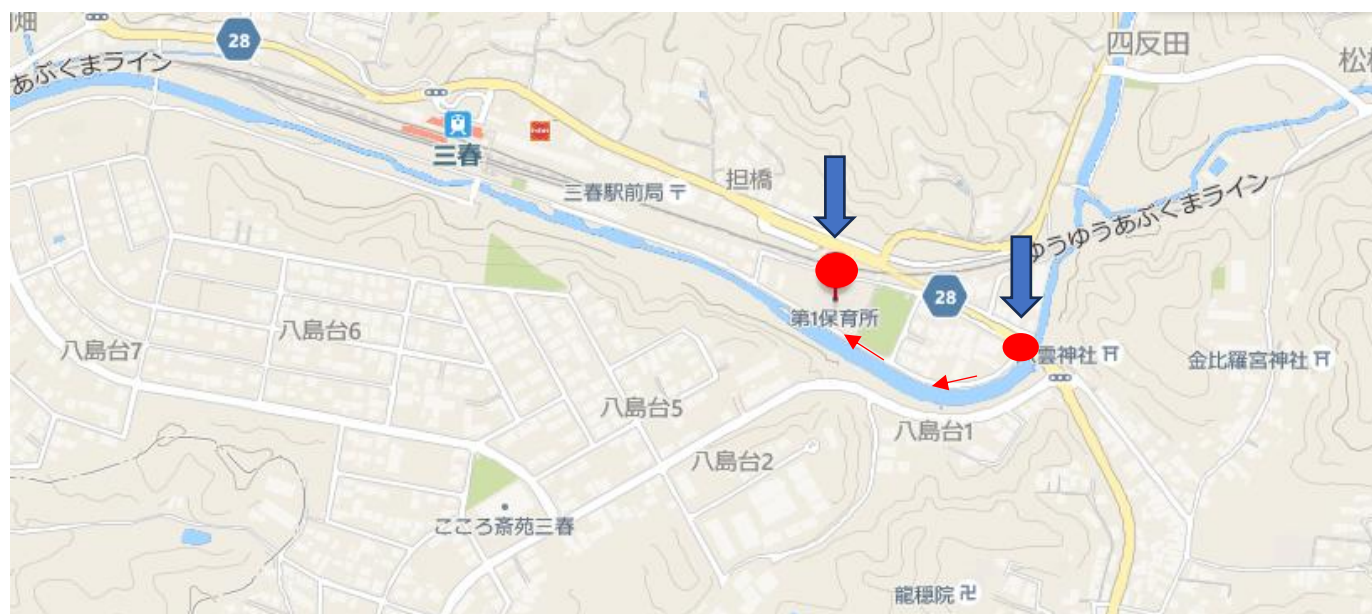 畑
28
四反田
松
あぶくまライン
三春
担橋
三春駅前局
ゆうゆうあぶくまライン
28
第1保育所
八島台6
八島台7
雲神社
金比羅宮神社
八島台5
八島台1
八島台2
こころ斎苑三春
龍穏院